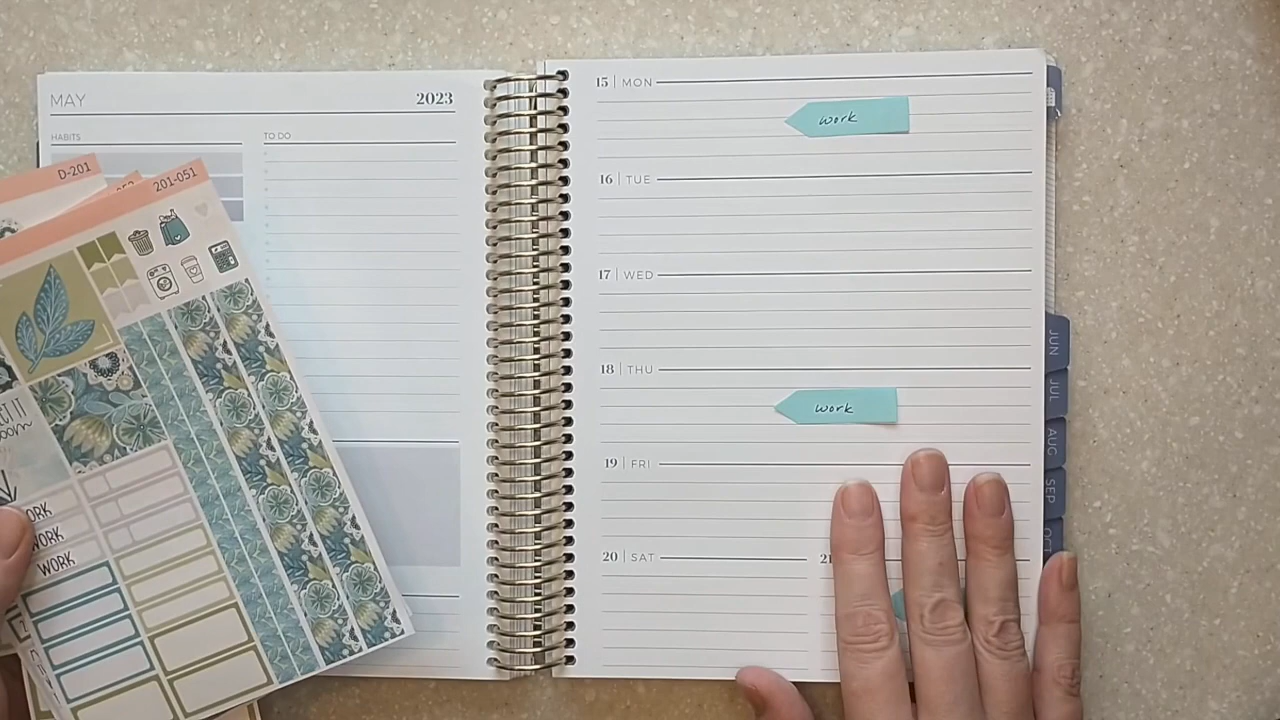 MAY 2023
HABITS TO DO
D-201
201-051
WORK
WORK
WORK
15 MON
work
16 TUE
17 WED
18 THU
work
19 FRI
20 SAT
21
JUN
JUL
AUG
SEP
OCT